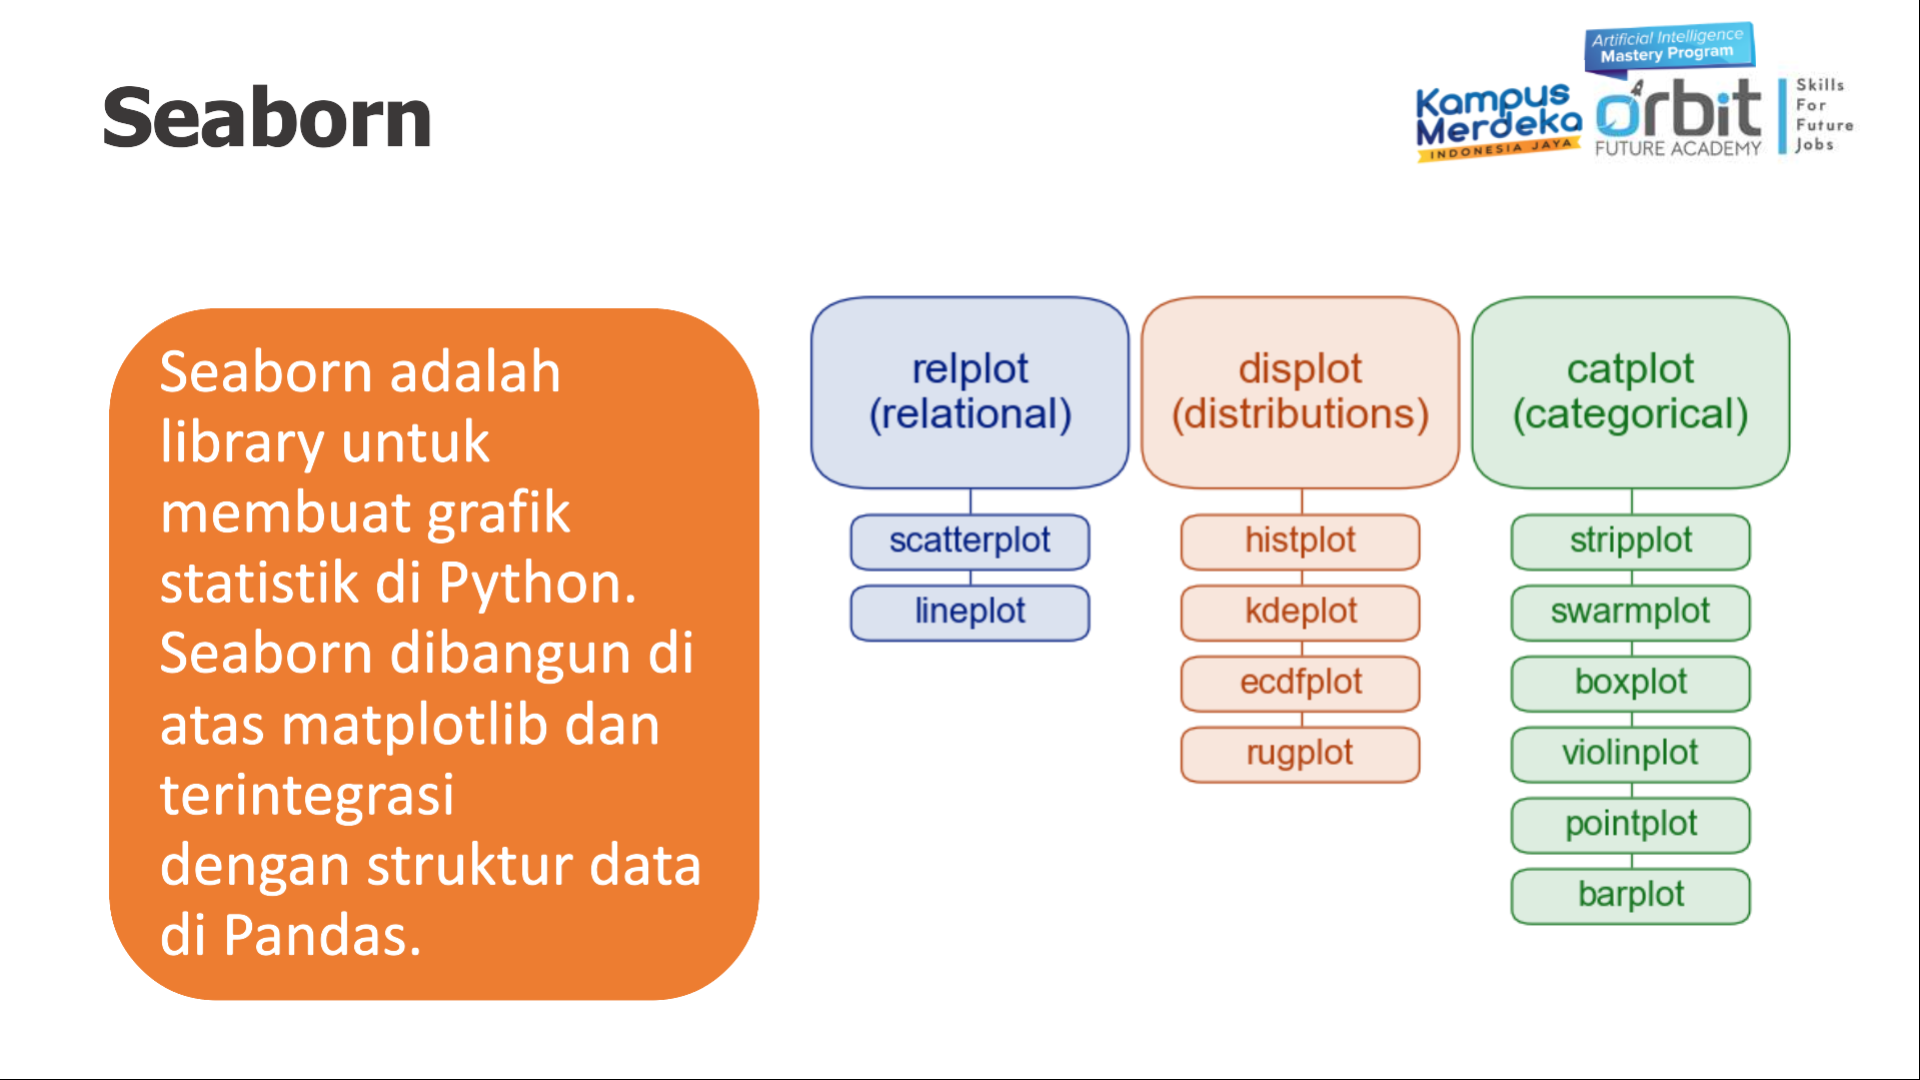 Seaborn
Artificial Intelligence
Mastery Program
Kampus
Merdeka
INDONESIA JAYA
orbit
FUTURE ACADEMY
Skills
For
Future
Jobs
Seaborn adalah
library untuk
membuat grafik
statistik di Python.
Seaborn dibangun di
atas matplotlib dan
terintegrasi
dengan struktur data
di Pandas.
relplot
(relational)
scatterplot
lineplot
displot
(distributions)
histplot
kdeplot
ecdfplot
rugplot
catplot
(categorical)
stripplot
swarmplot
boxplot
violinplot
pointplot
barplot